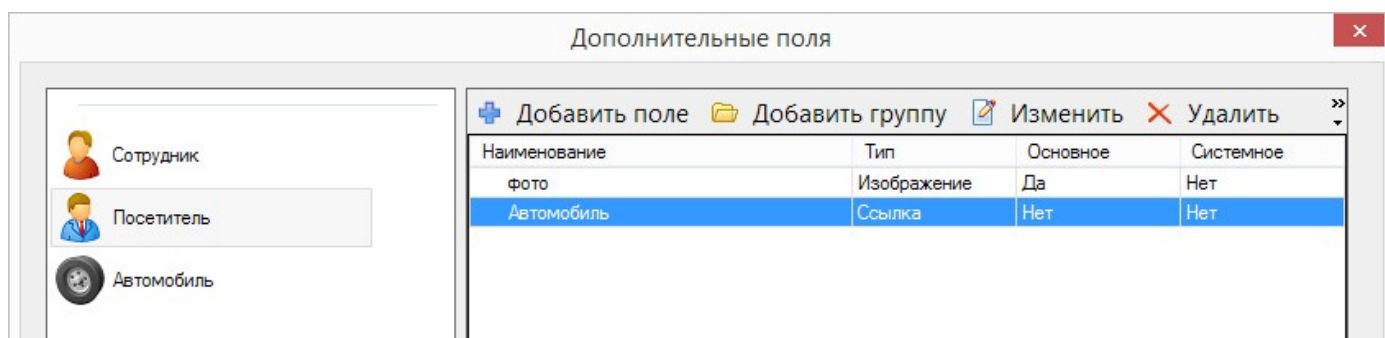 Дополнительные поля
Сотрудник
Посетитель
Автомобиль
Добавить поле Добавить группу Изменить Удалить
Наименование Тип Основное Системное
фото Изображение Да Нет
Автомобиль Ссылка Нет Нет